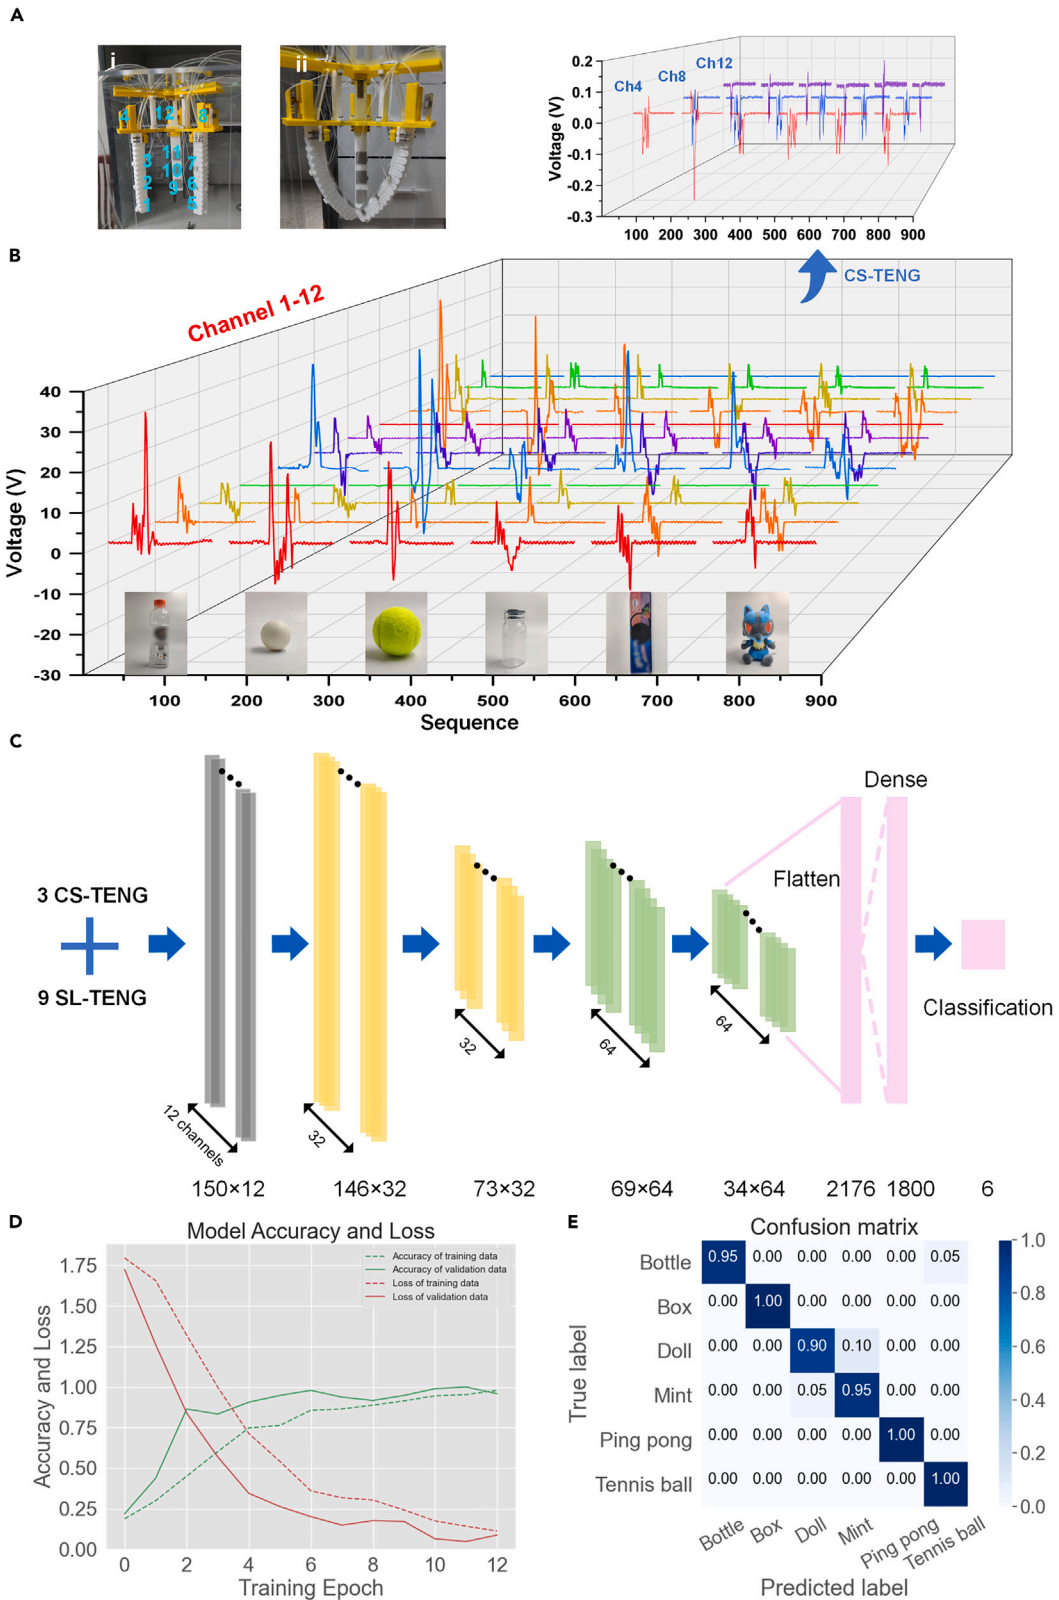 A
i
ii
4
12
8
3
11
7
10
2
6
9
1
5
Ch4
Ch8
Ch12
Voltage (V)
0.2
0.1
0.0
-0.1
-0.2
-0.3
100 200 300 400 500 600 700 800 900
CS-TENG
B
Channel 1-12
Voltage (V)
40
30
20
10
0
-10
-20
-30
100 200 300 400 500 600 700 800 900
Sequence
C
3 CS-TENG
9 SL-TENG
12 channels
32
32
64
64
Flatten
Dense
Classification
150×12 146×32 73×32 69×64 34×64 2176 1800 6
D
Model Accuracy and Loss
Accuracy of training data
Accuracy of validation data
Loss of training data
Loss of validation data
Accuracy and Loss
1.75
1.50
1.25
1.00
0.75
0.50
0.25
0.00
0 2 4 6 8 10 12
Training Epoch
E
Confusion matrix
True label
Bottle 0.95 0.00 0.00 0.00 0.00 0.05
Box 0.00 1.00 0.00 0.00 0.00 0.00
Doll 0.00 0.00 0.90 0.10 0.00 0.00
Mint 0.00 0.00 0.05 0.95 0.00 0.00
Ping pong 0.00 0.00 0.00 0.00 1.00 0.00
Tennis ball 0.00 0.00 0.00 0.00 0.00 1.00
Bottle Box Doll Mint Ping pong Tennis ball
Predicted label
1.0
0.8
0.6
0.4
0.2
0.0